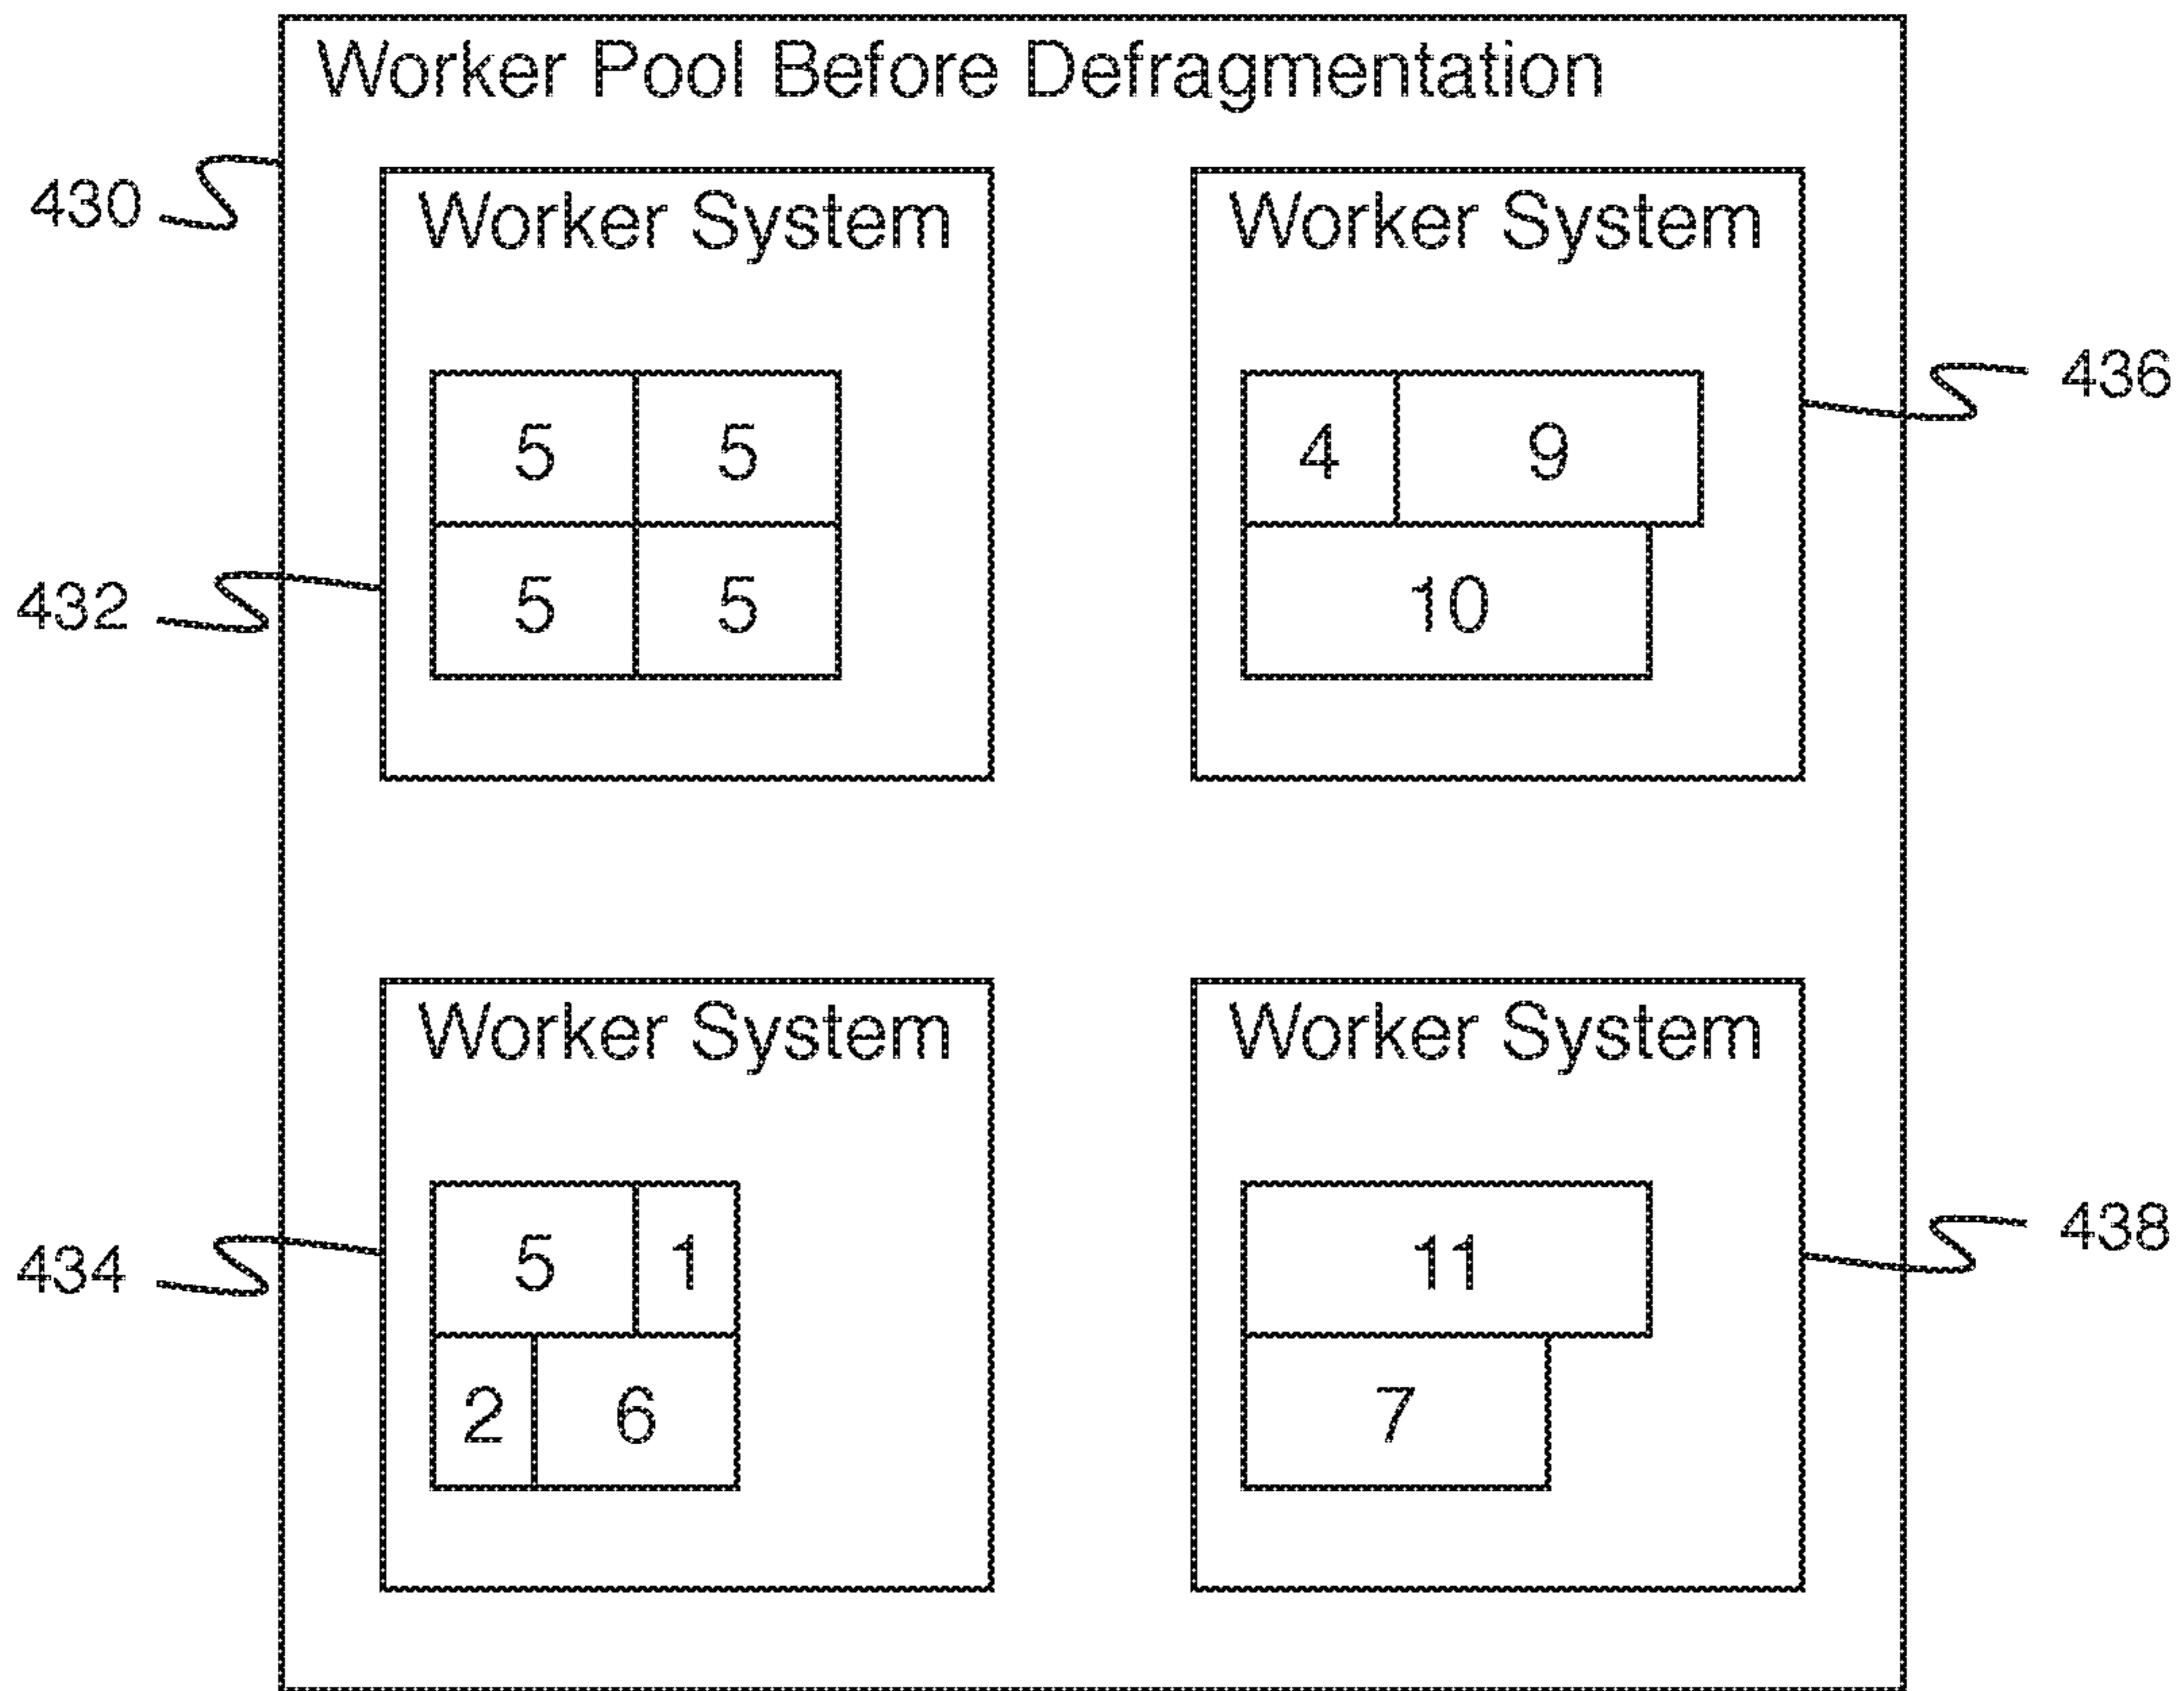 Worker Pool Before Defragmentation
430
Worker System
5 5
5 5
432
Worker System
4 9
10
436
Worker System
5 1
2 6
434
Worker System
11
7
438